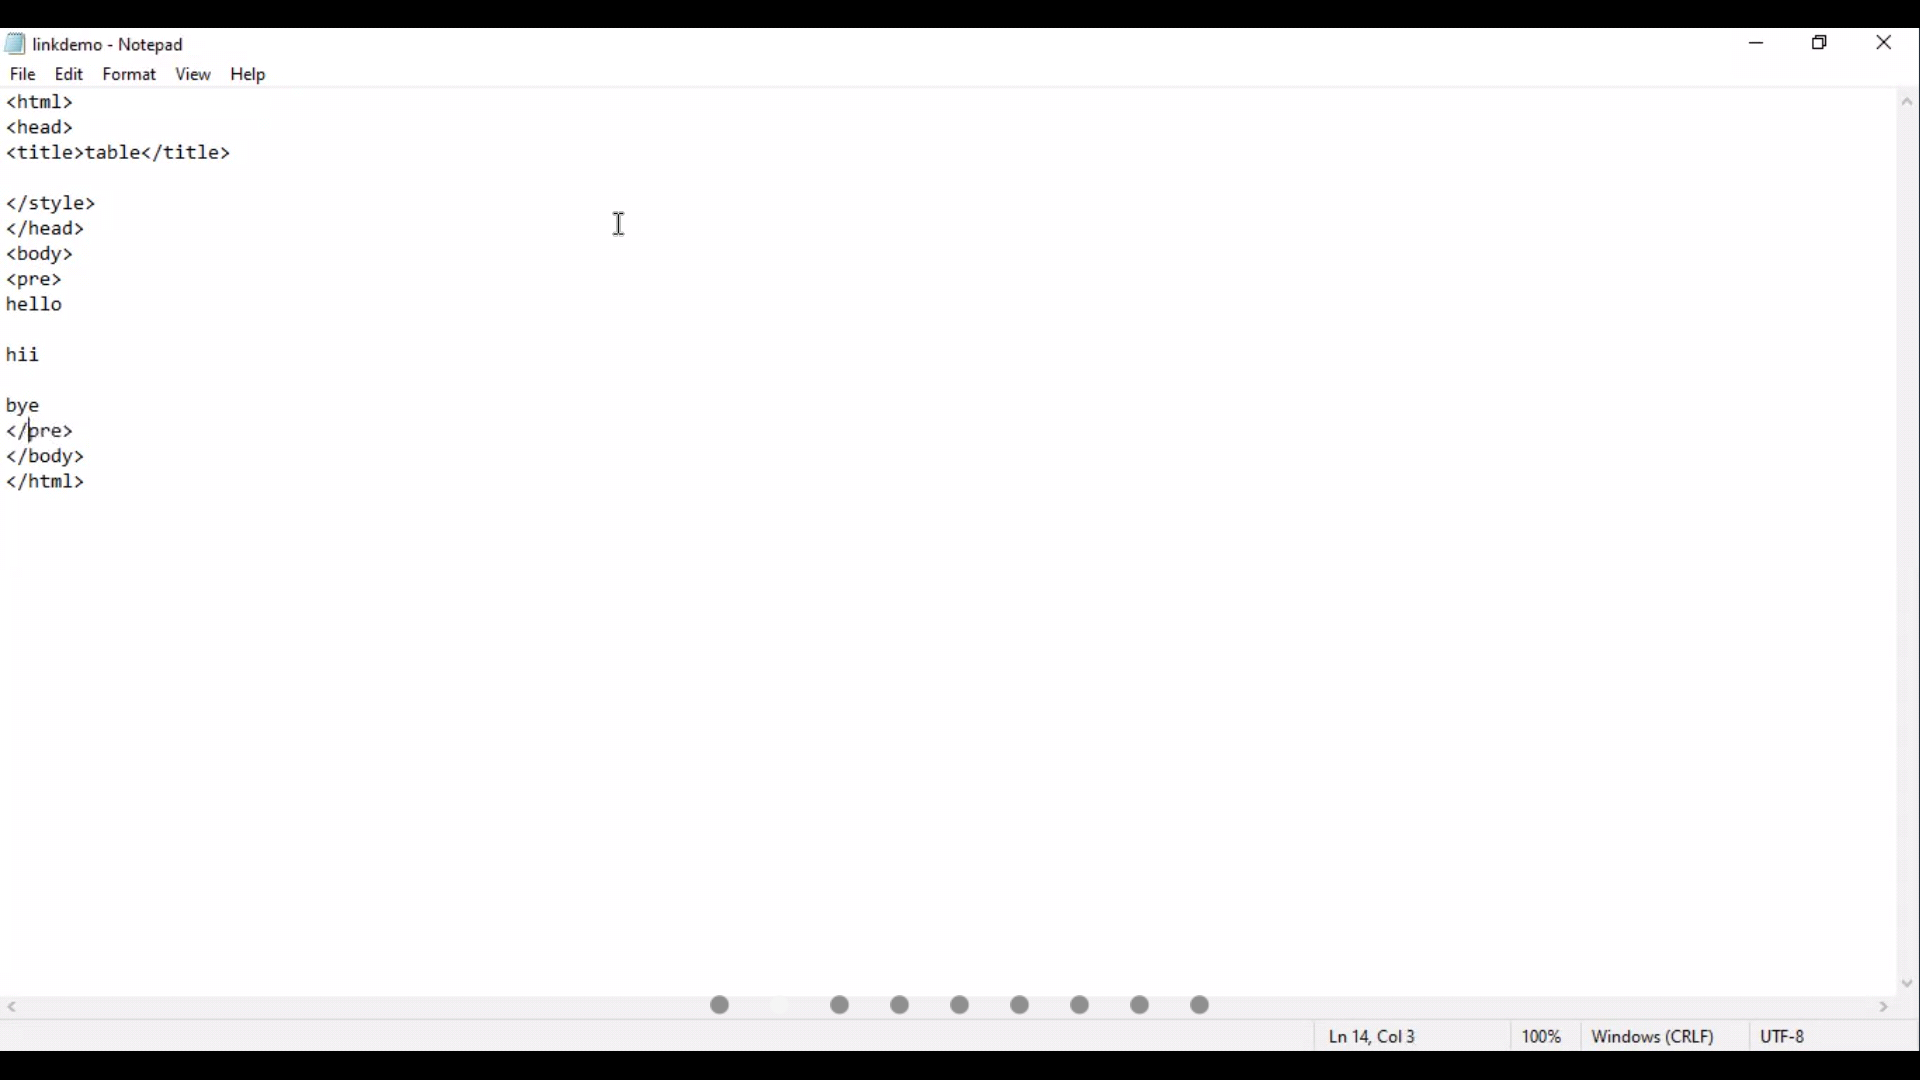 linkdemo - Notepad
File Edit Format View Help
<html>
<head>
<title>table</title>

</style>
</head>
<body>
<pre>
hello

hii

bye
</pre>
</body>
</html>
Ln 14, Col 3 100% Windows (CRLF) UTF-8